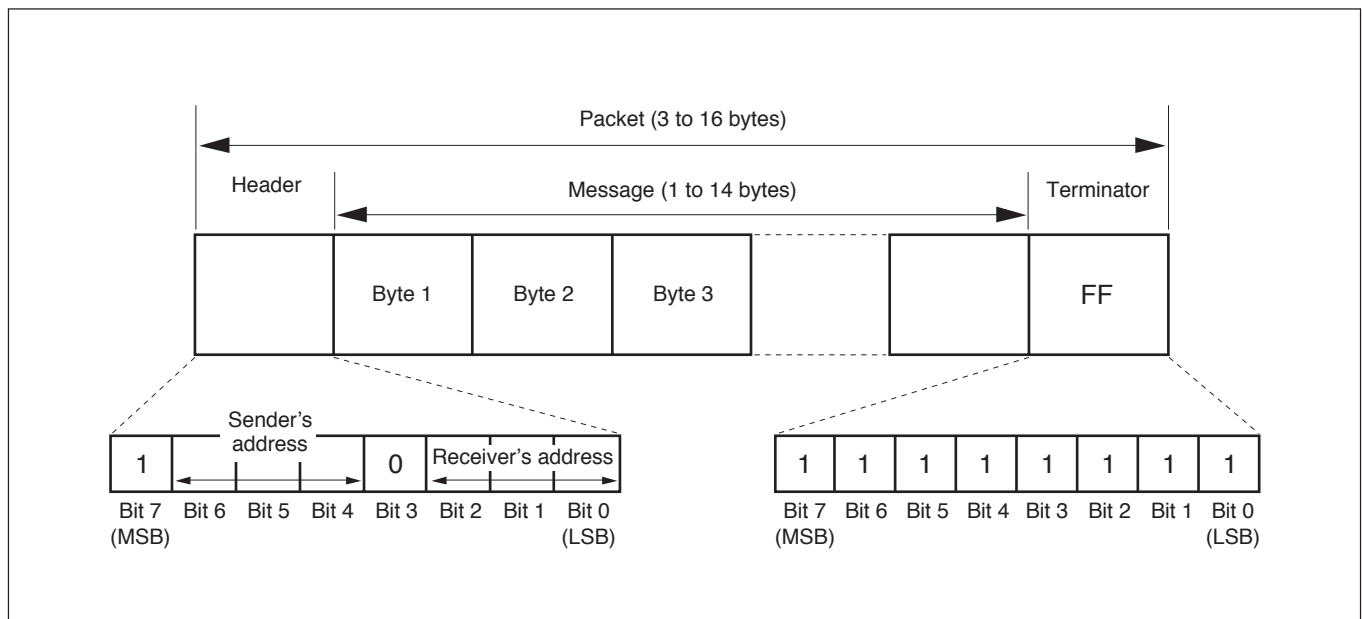 Packet (3 to 16 bytes)
Header
Message (1 to 14 bytes)
Terminator
Byte 1
Byte 2
Byte 3
FF
Sender’s
address
1
0
Receiver’s address
Bit 7 Bit 6 Bit 5 Bit 4 Bit 3 Bit 2 Bit 1 Bit 0
(MSB)
(LSB)
1 1 1 1 1 1 1 1
Bit 7 Bit 6 Bit 5 Bit 4 Bit 3 Bit 2 Bit 1 Bit 0
(MSB)
(LSB)